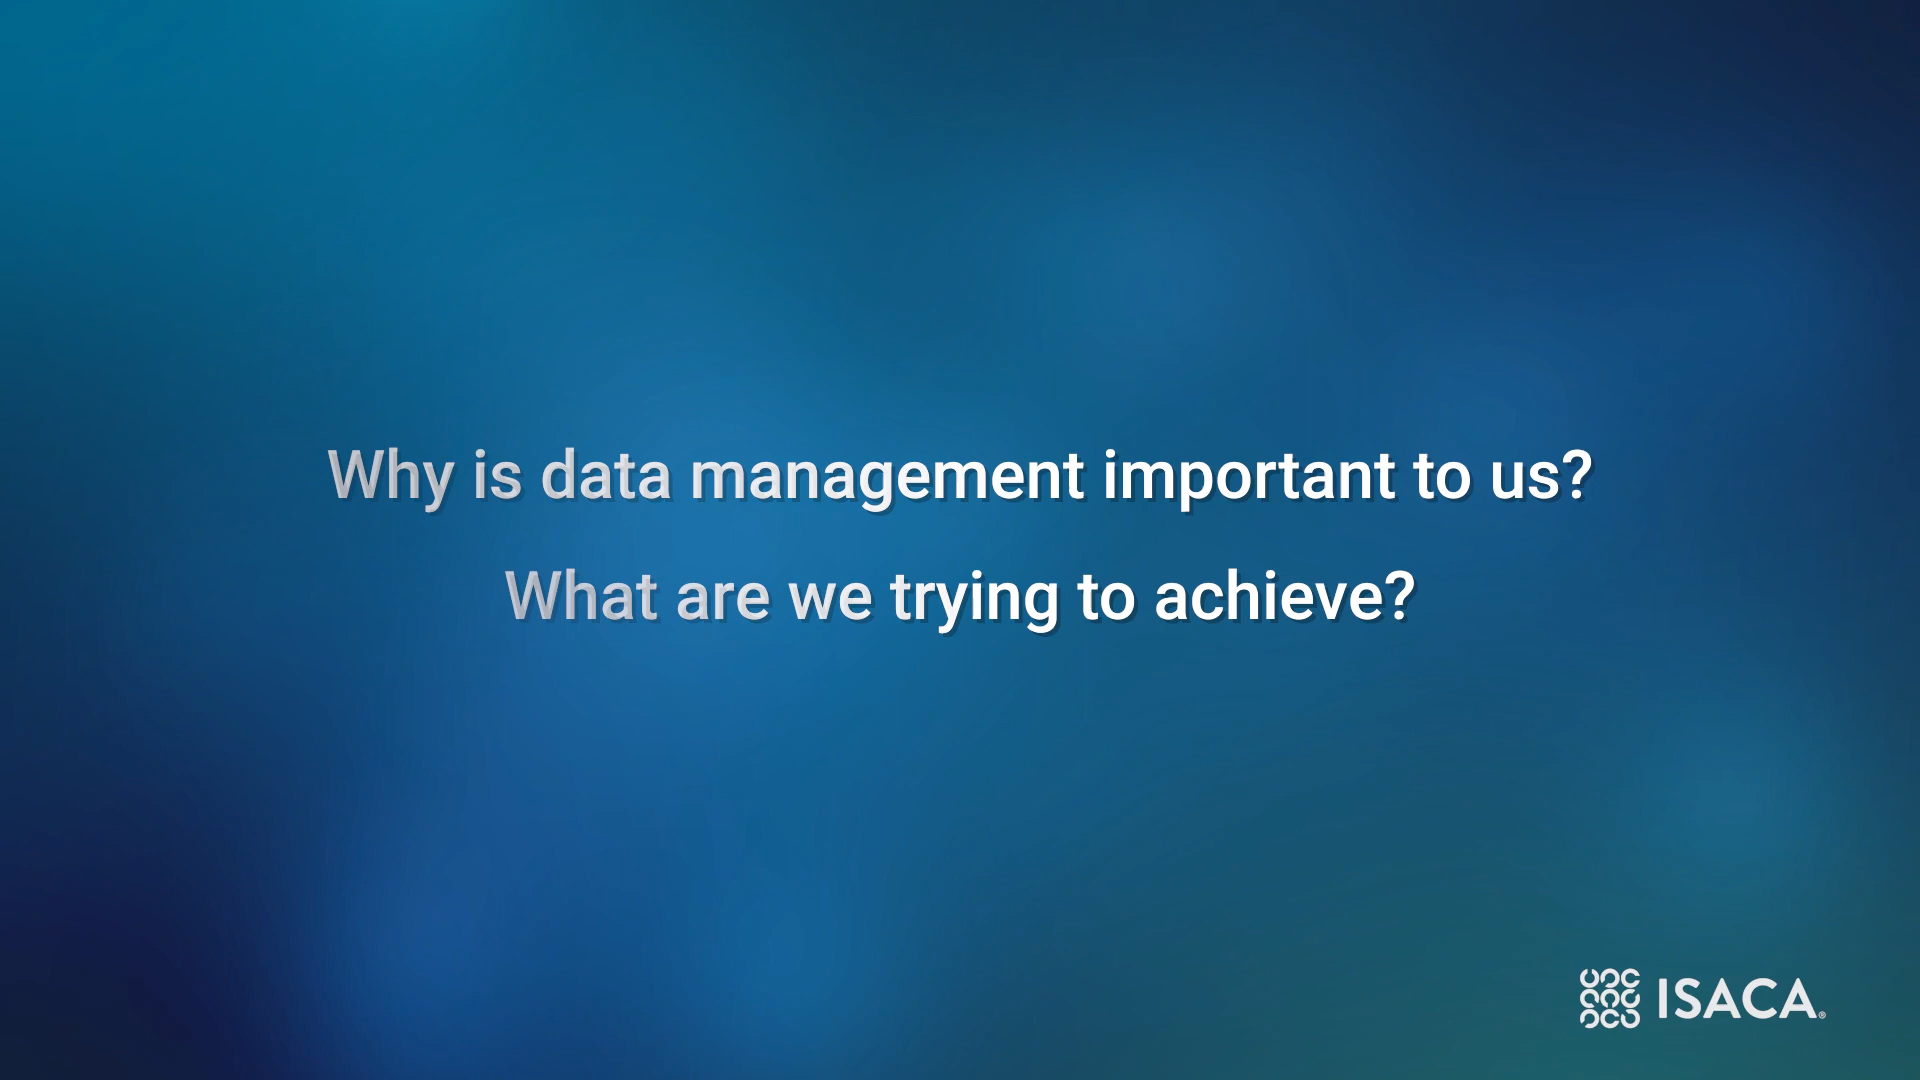 Why is data management important to us?
What are we trying to achieve?
ISACA®